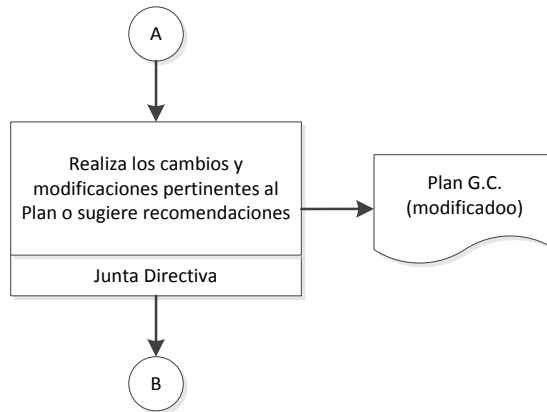 A
Realiza los cambios y
modificaciones pertinentes al
Plan o sugiere recomendaciones
Junta Directiva
Plan G.C.
(modificadoo)
B